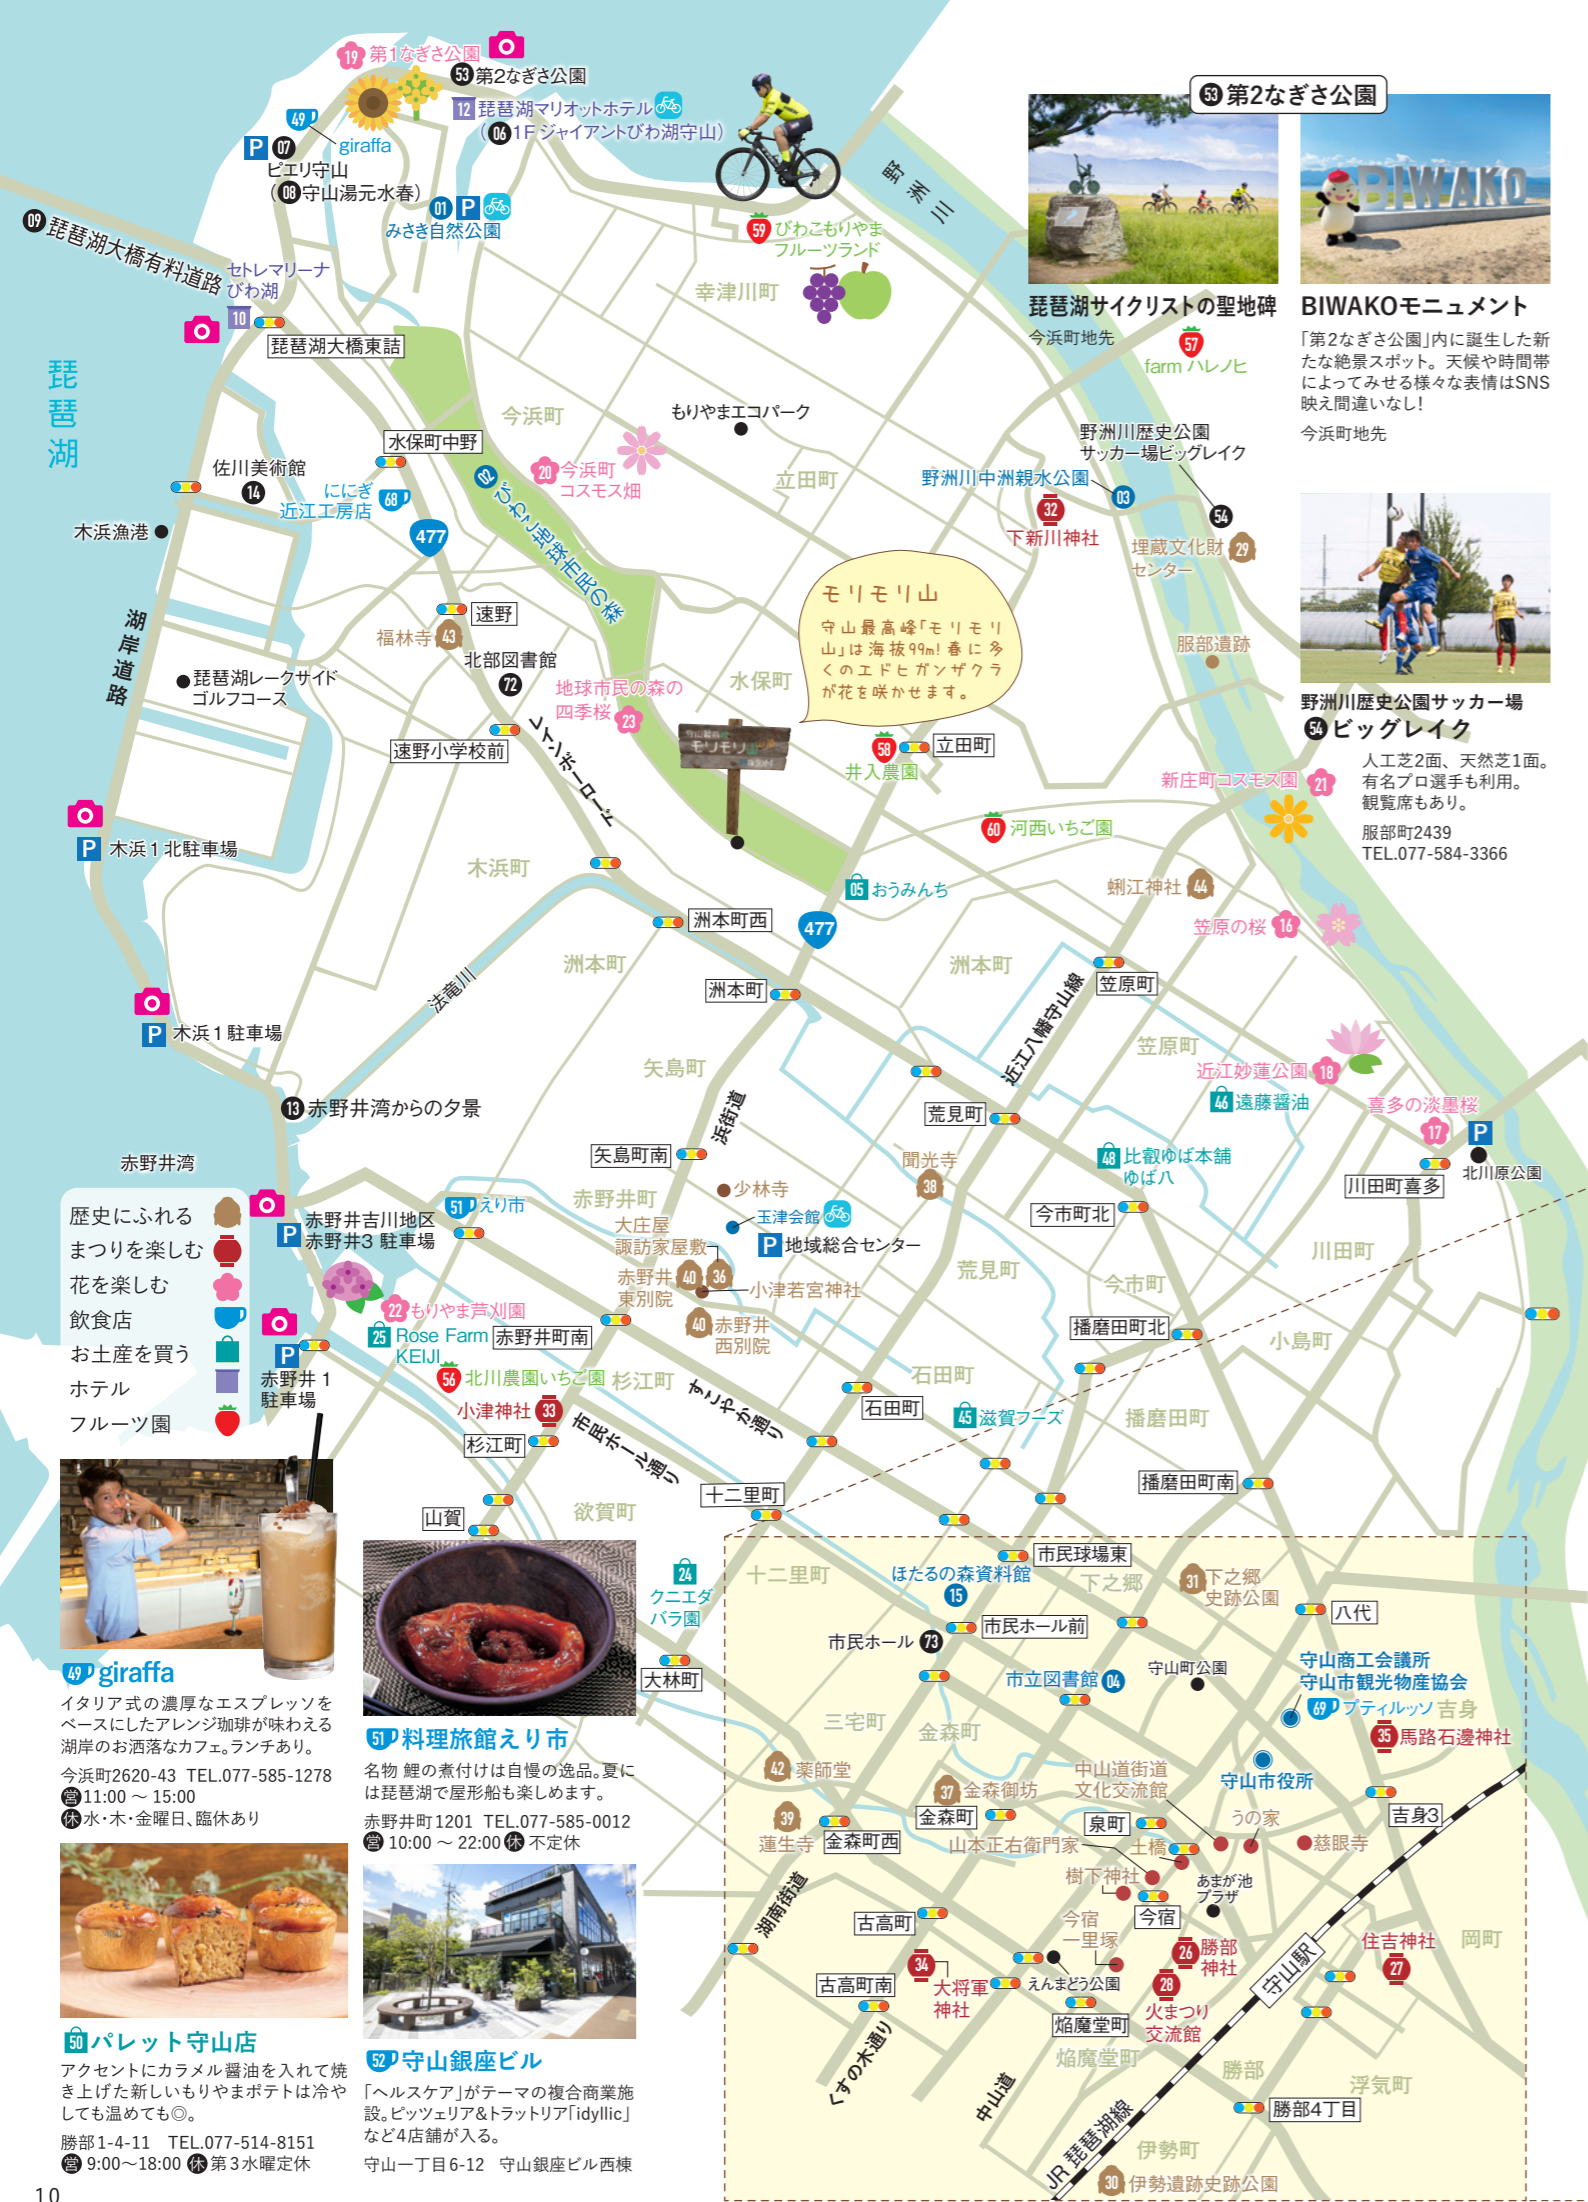 19 第1なぎさ公園
53 第2なぎさ公園
12 琵琶湖マリオットホテル
(06 1F ジャイアントびわ湖守山)
49
giraffa
P 07
ピエリ守山
(08 守山湯元水春)
01 P
みさき自然公園
09 琵琶湖大橋有料道路
セトレマリーナ
びわ湖
10
琵琶湖大橋東詰
琵琶湖
野洲川
59 びわこもりやま
フルーツランド
幸津川町
53 第2なぎさ公園
琵琶湖サイクリストの聖地碑
今浜町地先
57
farm ハレノヒ
BIWAKO
BIWAKOモニュメント
「第2なぎさ公園」内に誕生した新
たな絶景スポット。天候や時間帯
によってみせる様々な表情はSNS
映え間違いなし!
今浜町地先
今浜町
もりやまエコパーク
水保町中野
20 今浜町
コスモス畑
02 びわこ地球市民の森
立田町
佐川美術館
14
ににぎ
近江工房店
68
木浜漁港
477
野洲川歴史公園
サッカー場ビッグレイク
野洲川中洲親水公園
03
32
下新川神社
54
埋蔵文化財
センター
29
服部遺跡
湖岸道路
速野
福林寺 43
北部図書館
72
琵琶湖レークサイド
ゴルフコース
地球市民の森の
四季桜 23
水保町
モリモリ山
守山最高峰「モリモリ
山」は海抜99m!春に多
くのエドヒガンザクラ
が花を咲かせます。
モリモリ山
速野小学校前
レインボーロード
58
井入農園
立田町
野洲川歴史公園サッカー場
54 ビッグレイク
人工芝2面、天然芝1面。
有名プロ選手も利用。
観覧席もあり。
服部町2439
TEL.077-584-3366
新庄町コスモス園 21
60 河西いちご園
P 木浜1北駐車場
木浜町
05 おうみんち
蜊江神社 44
笠原の桜 16
洲本町西
477
洲本町
洲本町
洲本町
笠原町
法竜川
近江八幡守山線
P 木浜1駐車場
矢島町
笠原町
近江妙蓮公園 18
46 遠藤醤油
喜多の淡墨桜
17
P
北川原公園
川田町喜多
13 赤野井湾からの夕景
浜街道
荒見町
矢島町南
聞光寺
38
48 比叡ゆば本舗
ゆば八
今市町北
赤野井湾
歴史にふれる
まつりを楽しむ
花を楽しむ
飲食店
お土産を買う
ホテル
フルーツ園
P 赤野井吉川地区
赤野井3 駐車場
51 えり市
赤野井町
少林寺
大庄屋
諏訪家屋敷
玉津会館
P 地域総合センター
赤野井
東別院
40
36
小津若宮神社
40 赤野井
西別院
荒見町
今市町
川田町
22 もりやま芦刈園
25 Rose Farm
KEIJI
赤野井町南
P
赤野井 1
駐車場
播磨田町北
小島町
56 北川農園いちご園
杉江町
小津神社 33
杉江町
市民ホール通り
すこやか通り
石田町
石田町
45 滋賀フーズ
播磨田町
播磨田町南
十二里町
山賀
欲賀町
49 giraffa
イタリア式の濃厚なエスプレッソを
ベースにしたアレンジ珈琲が味わえる
湖岸のお洒落なカフェ。ランチあり。
今浜町2620-43 TEL.077-585-1278
営 11:00 ～ 15:00
休 水・木・金曜日、臨休あり
51 料理旅館えり市
名物 鯉の煮付けは自慢の逸品。夏に
は琵琶湖で屋形船も楽しめます。
赤野井町1201 TEL.077-585-0012
営 10:00 ～ 22:00 休 不定休
50 パレット守山店
アクセントにカラメル醤油を入れて焼
き上げた新しいもりやまポテトは冷や
しても温めても◎。
勝部1-4-11 TEL.077-514-8151
営 9:00～18:00 休 第3水曜定休
52 守山銀座ビル
「ヘルスケア」がテーマの複合商業施
設。ピッツェリア&トラットリア「idyllic」
など4店舗が入る。
守山一丁目6-12 守山銀座ビル西棟
24
クニエダ
バラ園
大林町
十二里町
ほたるの森資料館
15
市民球場東
下之郷
31 下之郷
史跡公園
八代
市民ホール 73
市民ホール前
市立図書館 04
守山町公園
守山商工会議所
守山市観光物産協会
69 プティルッソ
吉身
35 馬路石邊神社
三宅町
金森町
42 薬師堂
37 金森御坊
中山道街道
文化交流館
守山市役所
39
蓮生寺
金森町西
金森町
泉町
うの家
吉身3
山本正右衛門家
土橋
慈眼寺
樹下神社
あまが池
プラザ
湖南街道
古高町
今宿
今宿
一里塚
26 勝部
神社
住吉神社
27
岡町
守山駅
34
大将軍
神社
えんまどう公園
28
火まつり
交流館
古高町南
焔魔堂町
焔魔堂町
くすの木通り
中山道
勝部
浮気町
勝部4丁目
JR 琵琶湖線
伊勢町
30 伊勢遺跡史跡公園
10